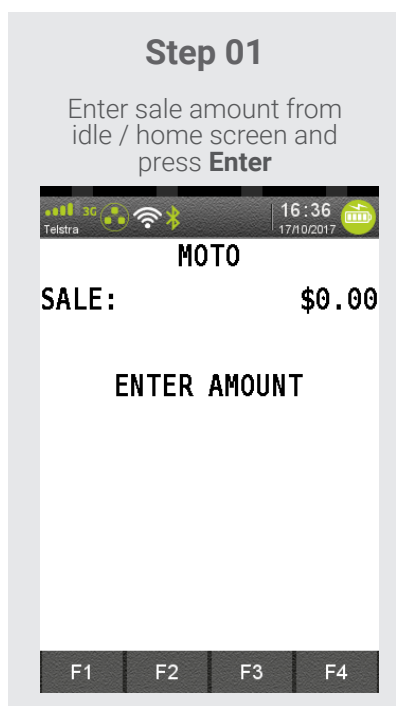 Step 01
Enter sale amount from
idle / home screen and
press Enter
3G
Telstra
16:36
17/10/2017
MOTO
SALE: $0.00
ENTER AMOUNT
F1 F2 F3 F4